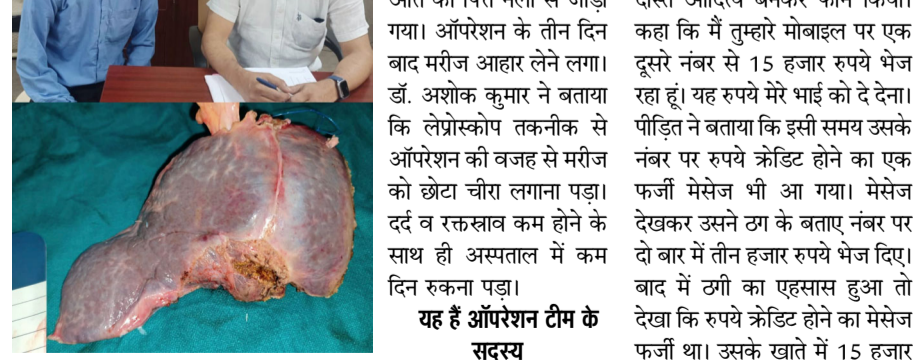 गया। ऑपरेशन के तीन दिन
बाद मरीज आहार लेने लगा।
डॉ. अशोक कुमार ने बताया
कि लेप्रोस्कोप तकनीक से
ऑपरेशन की वजह से मरीज
को छोटा चीरा लगाना पड़ा।
दर्द व रक्तस्त्राव कम होने के
साथ ही अस्पताल में कम
दिन रुकना पड़ा।
यह हैं ऑपरेशन टीम के
सदस्य
दोस्त आदित्य बनकर फोन किया।
कहा कि मैं तुम्हारे मोबाइल पर एक
दूसरे नंबर से 15 हजार रुपये भेज
रहा हूं। यह रुपये मेरे भाई को दे देना।
पीड़ित ने बताया कि इसी समय उसके
नंबर पर रुपये क्रेडिट होने का एक
फर्जी मेसेज भी आ गया। मेसेज
देखकर उसने ठग के बताए नंबर पर
दो बार में तीन हजार रुपये भेज दिए।
बाद में ठगी का एहसास हुआ तो
देखा कि रुपये क्रेडिट होने का मेसेज
फर्जी था। उसके खाते में 15 हजार